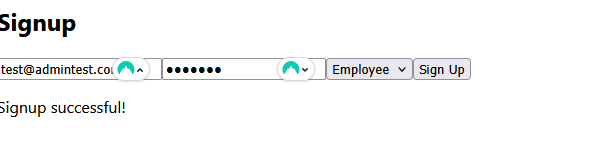 Signup
test@admintest.co
●●●●●●● Employee Sign Up
Signup successful!